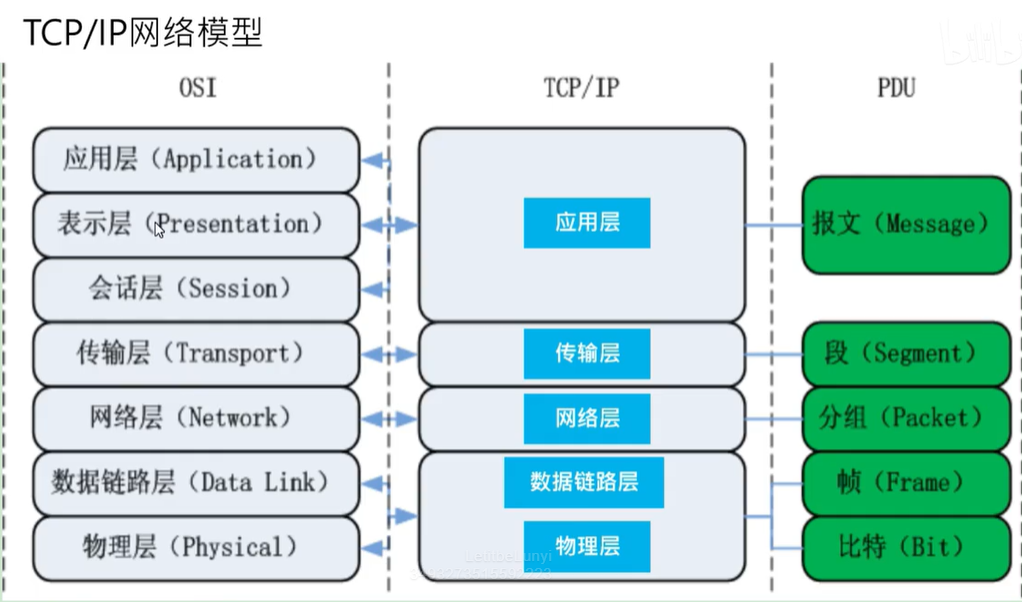 TCP/IP网络模型
OSI
TCP/IP
PDU
应用层（Application）
表示层（Presentation）
会话层（Session）
传输层（Transport）
网络层（Network）
数据链路层（Data Link）
物理层（Physical）
应用层
传输层
网络层
数据链路层
物理层
报文（Message）
段（Segment）
分组（Packet）
帧（Frame）
比特（Bit）